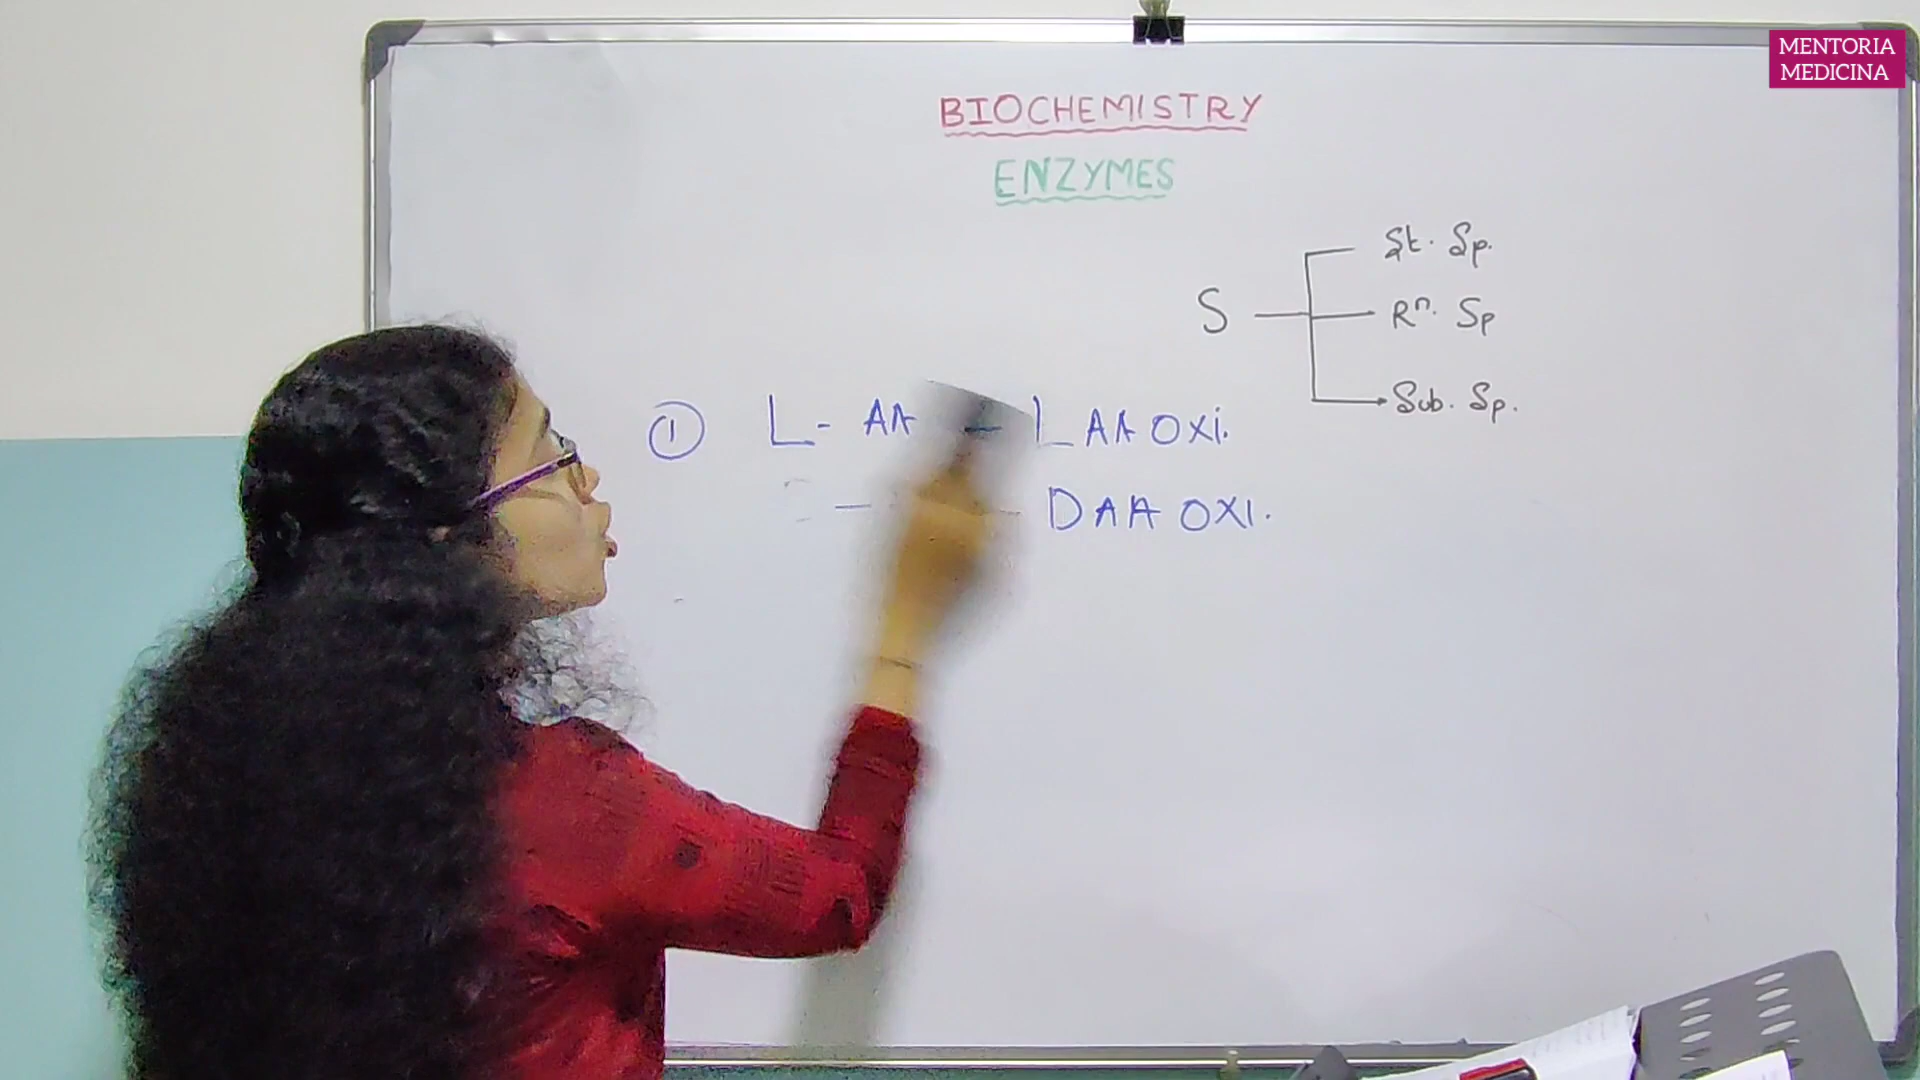 MENTORIA
MEDICINA
BIOCHEMISTRY
ENZYMES
St. Sp.
S
Rⁿ. Sp
Sub. Sp.
① L- AA – L AA OXI.
– D AA OXI.